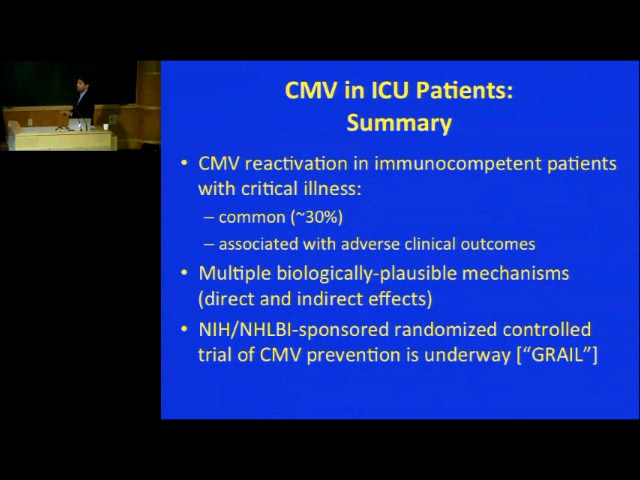 CMV in ICU Patients:
Summary
• CMV reactivation in immunocompetent patients
with critical illness:
– common (~30%)
– associated with adverse clinical outcomes
• Multiple biologically-plausible mechanisms
(direct and indirect effects)
• NIH/NHLBI-sponsored randomized controlled
trial of CMV prevention is underway [“GRAIL”]